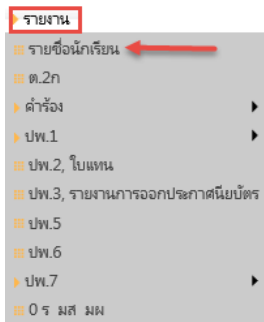 รายงาน
รายชื่อนักเรียน
ต.2ก
คำร้อง
ปพ.1
ปพ.2, ใบแทน
ปพ.3, รายงานการออกประกาศนียบัตร
ปพ.5
ปพ.6
ปพ.7
0 ร มส มผ